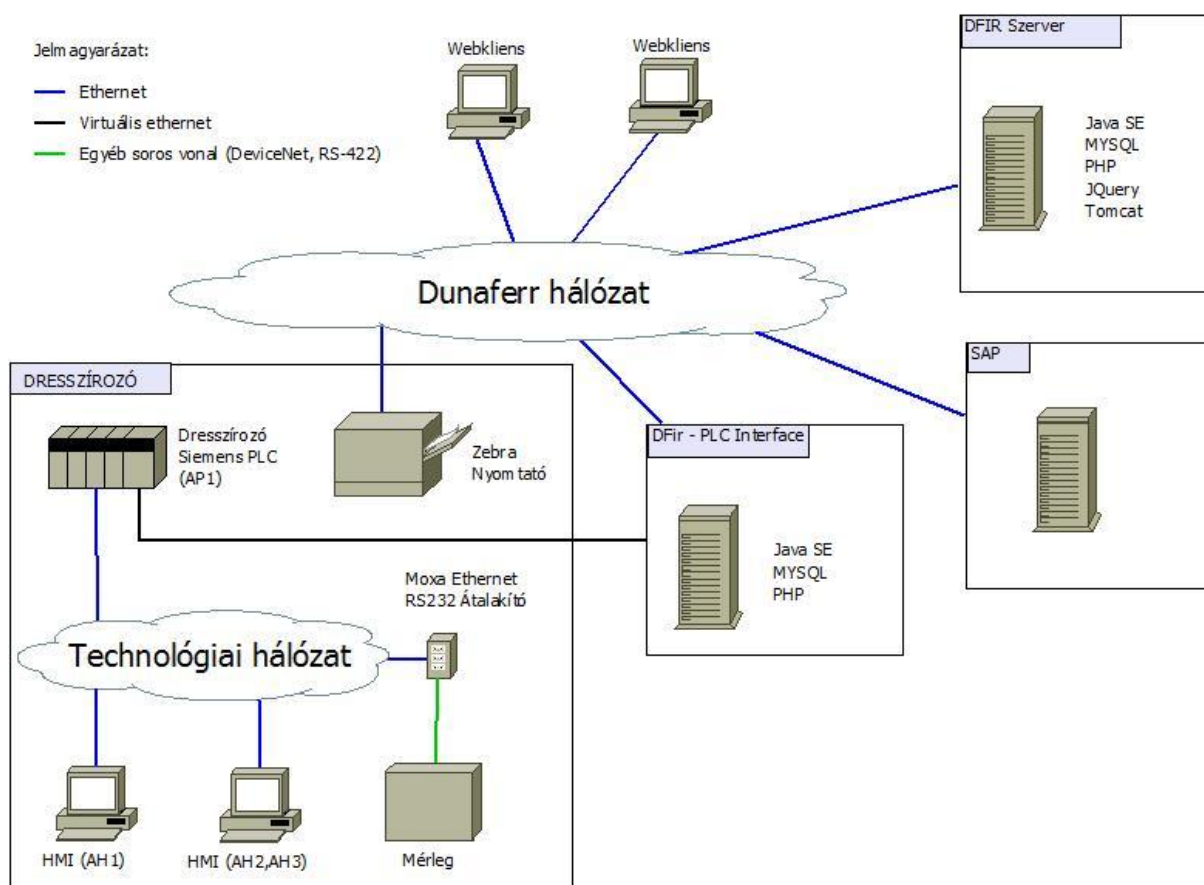 Jelmagyarázat:
Ethernet
Virtuális ethernet
Egyéb soros vonal (DeviceNet, RS-422)
Webkliens
Webkliens
DFIR Szerver
Java SE
MYSQL
PHP
JQuery
Tomcat
Dunaferr hálózat
SAP
DRESSZÍROZÓ
Dresszírozó
Siemens PLC
(AP1)
Zebra
Nyomtató
DFir - PLC Interface
Java SE
MYSQL
PHP
Moxa Ethernet
RS232 Átalakító
Technológiai hálózat
HMI (AH1)
HMI (AH2,AH3)
Mérleg